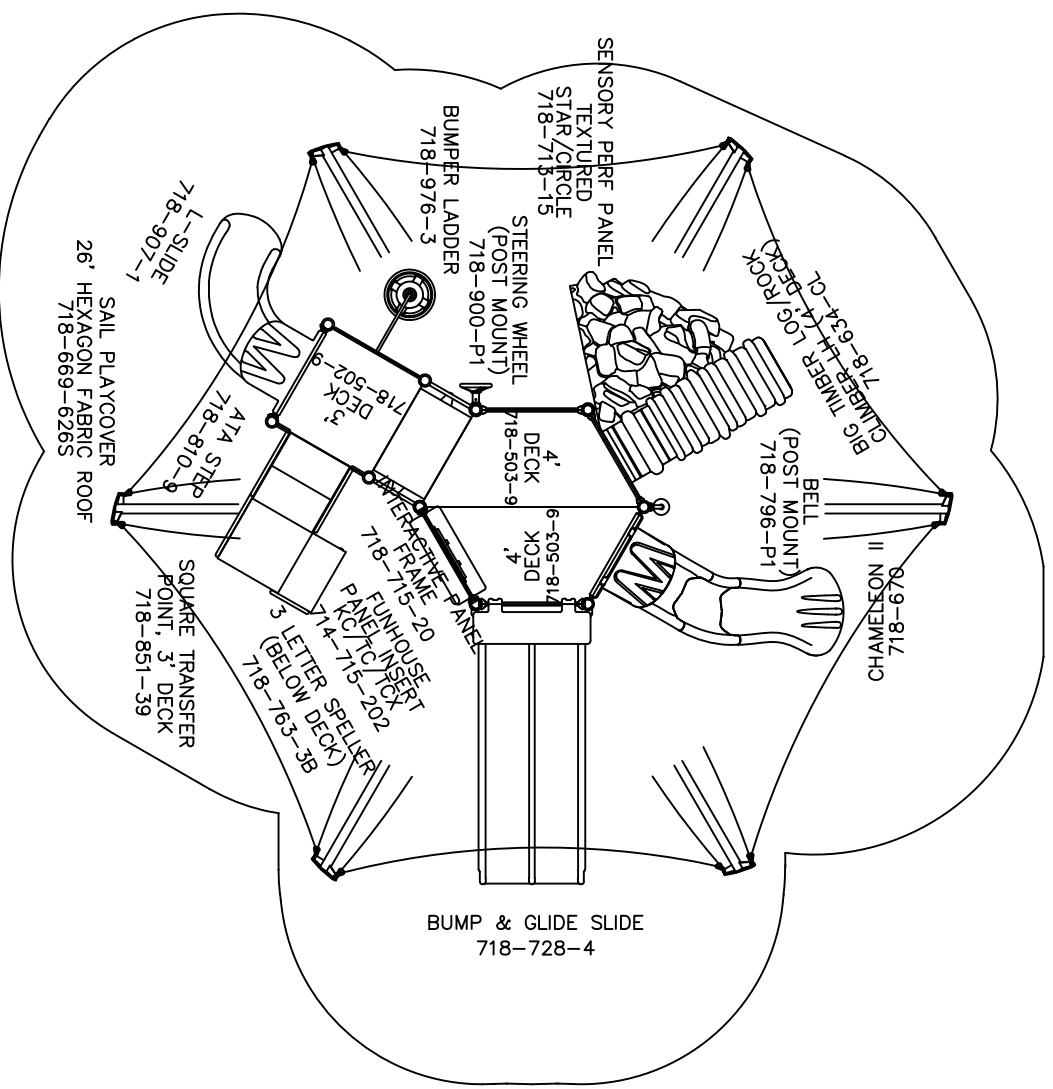 SENSORY PERF PANEL
TEXTURED
STAR/CIRCLE
718-713-15
BUMPER LADDER
718-976-3
STEERING WHEEL
(POST MOUNT)
718-900-P1
BIG TIMBER LOG/ROCK
CLIMBER LH (4' DECK)
718-634-CL
L-SLIDE
718-907-1
SAIL PLAYCOVER
26' HEXAGON FABRIC ROOF
718-669-626S
3'
DECK
718-502-9
4'
DECK
718-503-9
4'
DECK
718-503-9
BELL
(POST MOUNT)
718-796-P1
CHAMELEON II
718-670
ATA STEP
718-810-9
INTERACTIVE PANEL
FRAME
718-715-20
FUNHOUSE
PANEL INSERT
KC/TC/TCX
714-715-202
3 LETTER SPELLER
(BELOW DECK)
718-763-3B
SQUARE TRANSFER
POINT, 3' DECK
718-851-39
BUMP & GLIDE SLIDE
718-728-4